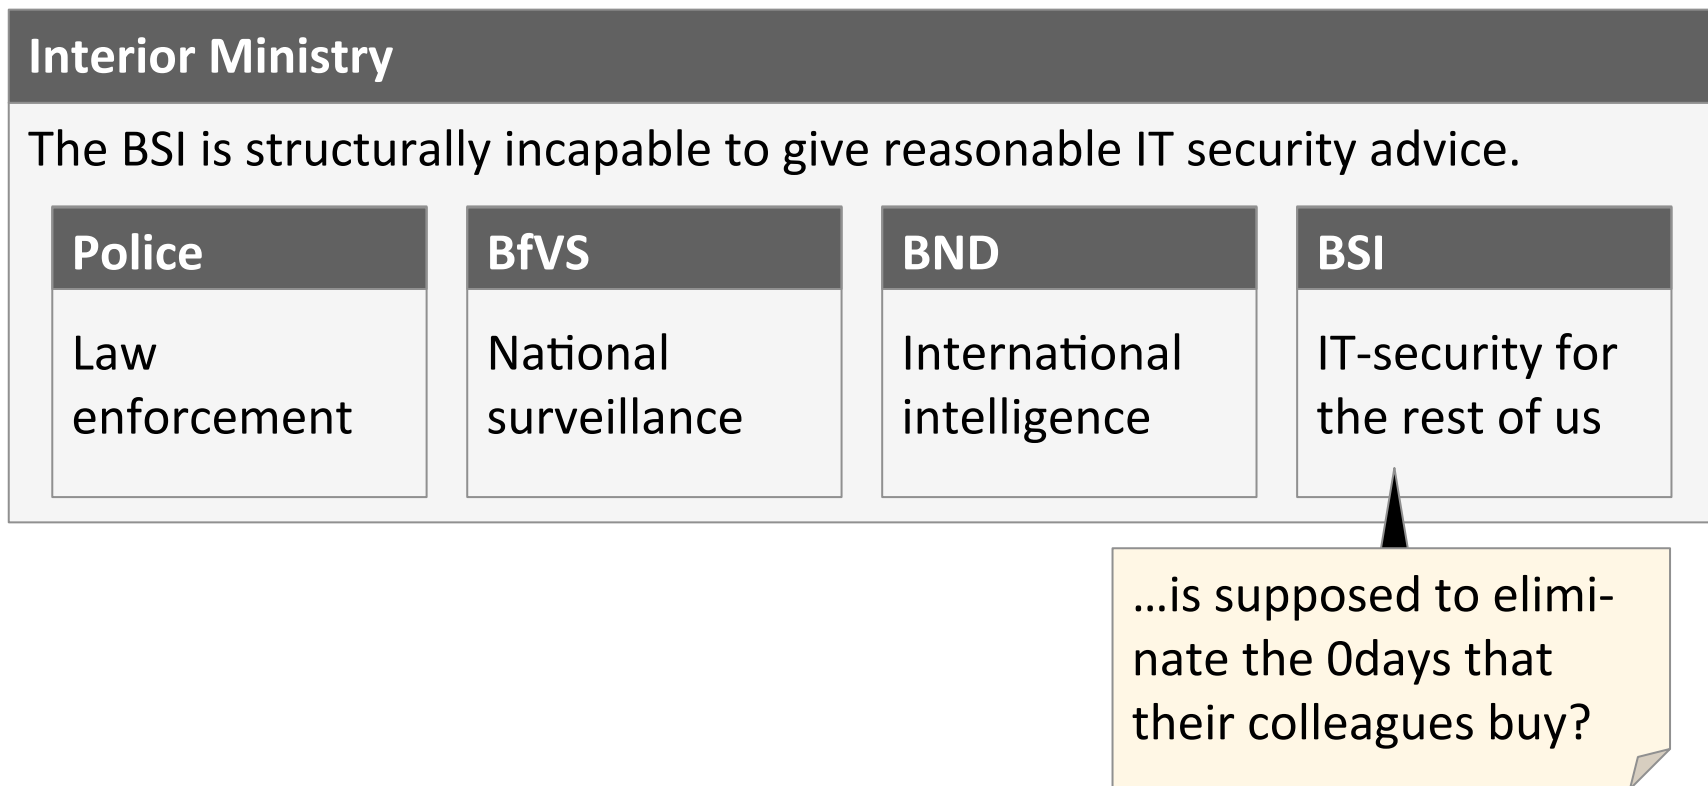 Interior Ministry
The BSI is structurally incapable to give reasonable IT security advice.
Police
Law
enforcement
BfVS
National
surveillance
BND
International
intelligence
BSI
IT-security for
the rest of us
...is supposed to elimi-
nate the 0days that
their colleagues buy?